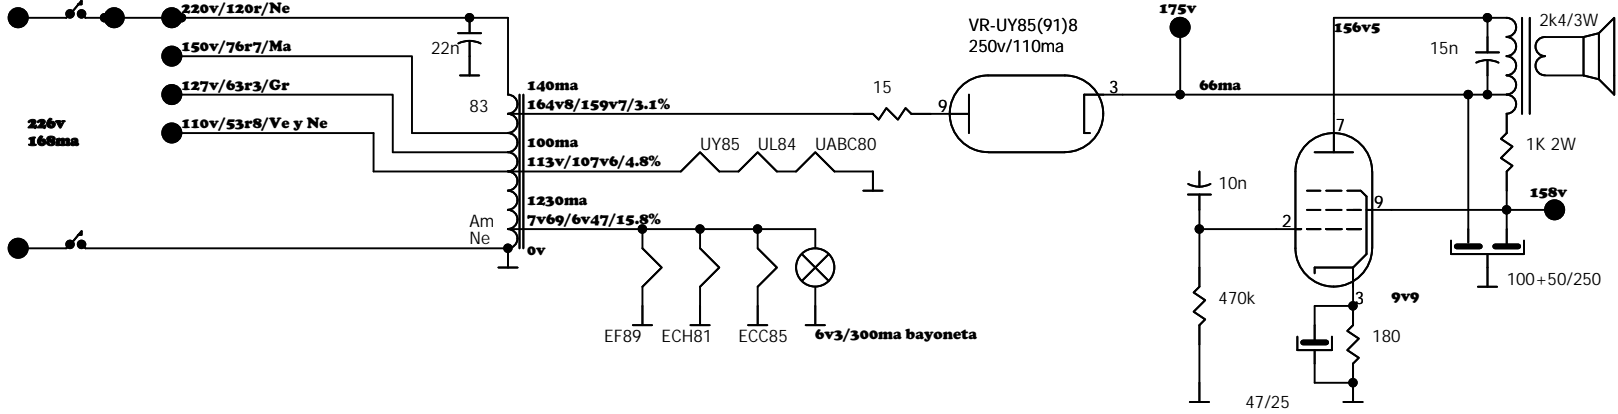 220v/120r/Ne
150v/76r7/Ma
127v/63r3/Gr
110v/53r8/Ve y Ne
226v
168ma
22n
83
Am
Ne
140ma
164v8/159v7/3.1%
100ma
113v/107v6/4.8%
1230ma
7v69/6v47/15.8%
0v
UY85 UL84 UABC80
EF89 ECH81 ECC85
6v3/300ma bayoneta
15
VR-UY85(91)8
250v/110ma
9
3
175v
66ma
156v5
15n
2k4/3W
1K 2W
158v
7
9
2
3
9v9
10n
470k
180
47/25
100+50/250